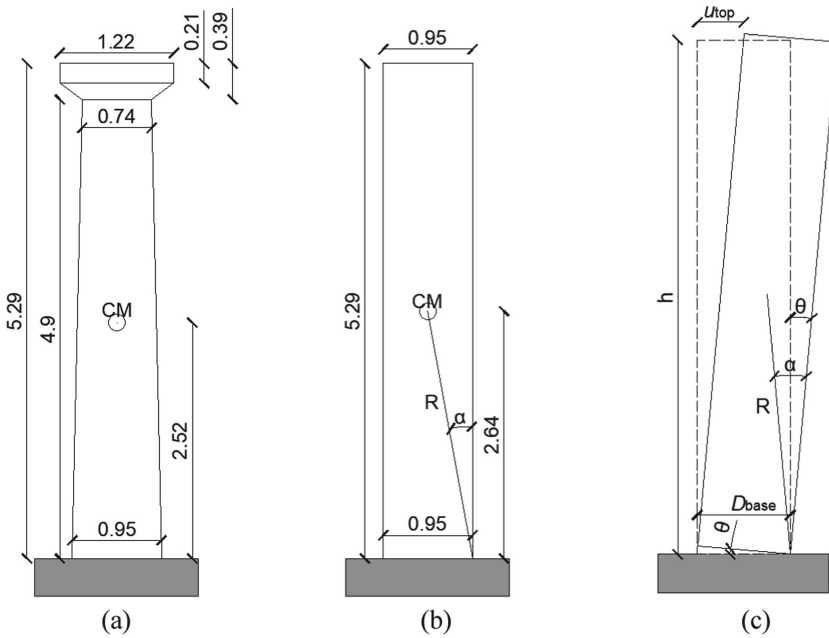 1.22
0.21
0.39
0.74
5.29
4.9
CM
2.52
0.95
(a)
0.95
5.29
CM
R
α
2.64
0.95
(b)
utop
h
θ
α
R
Dbase
θ
(c)